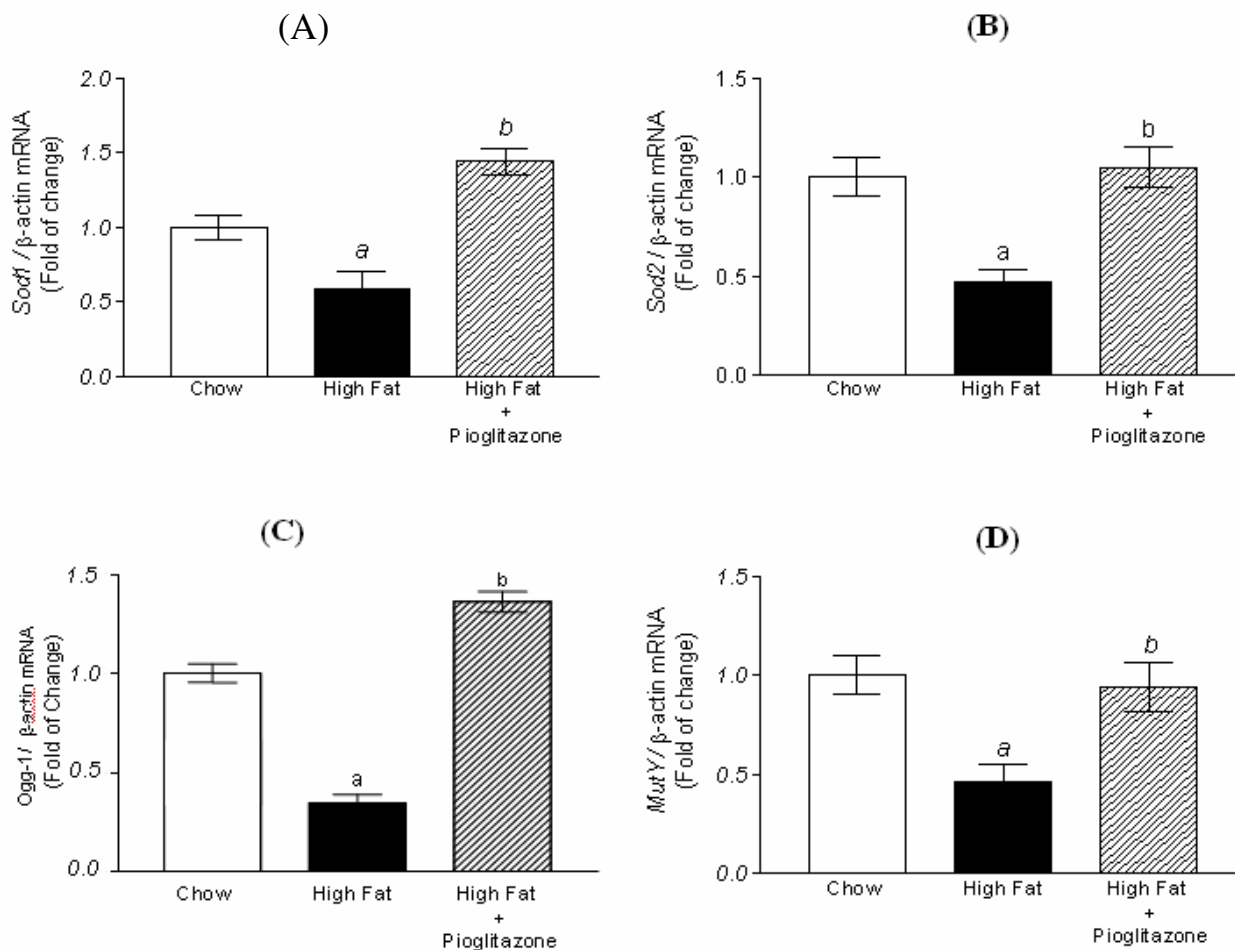 (A)
Sod1 / β-actin mRNA
(Fold of change)
2.0
1.5
1.0
0.5
0.0
a
b
Chow
High Fat
High Fat
+
Pioglitazone
(B)
Sod2 / β-actin mRNA
(Fold of change)
1.5
1.0
0.5
0.0
a
b
Chow
High Fat
High Fat
+
Pioglitazone
(C)
Ogg-1/ β-actin mRNA
(Fold of Change)
1.5
1.0
0.5
0.0
a
b
Chow
High Fat
High Fat
+
Pioglitazone
(D)
MutY / β-actin mRNA
(Fold of change)
1.5
1.0
0.5
0.0
a
b
Chow
High Fat
High Fat
+
Pioglitazone